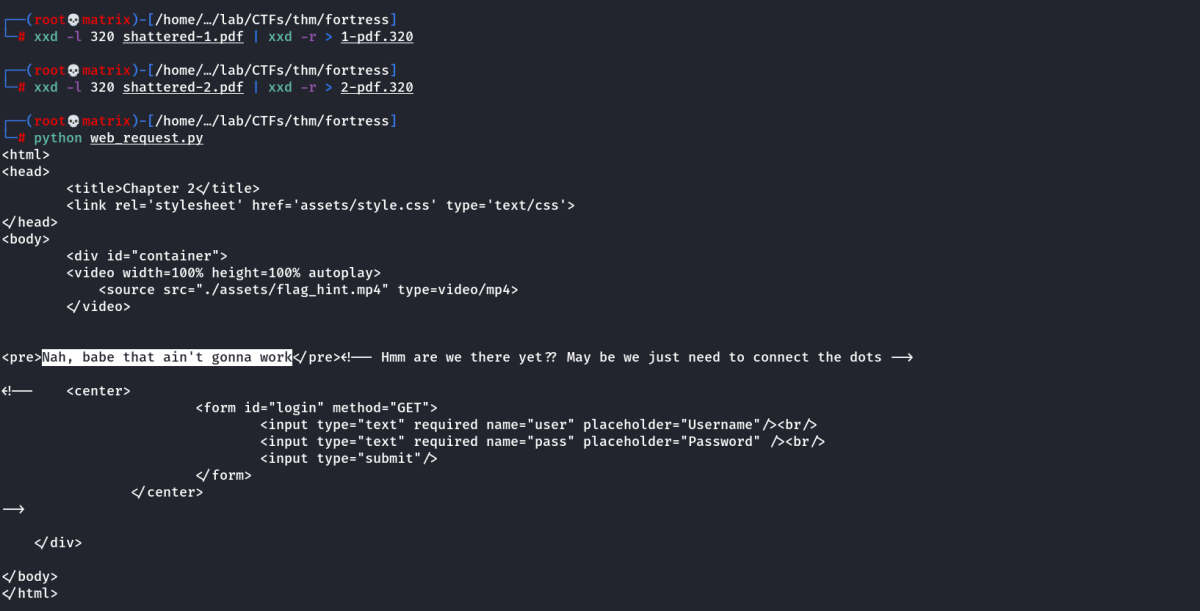 ┌──(root💀matrix)-[/home/…/lab/CTFs/thm/fortress]
└─# xxd -l 320 shattered-1.pdf | xxd -r > 1-pdf.320
┌──(root💀matrix)-[/home/…/lab/CTFs/thm/fortress]
└─# xxd -l 320 shattered-2.pdf | xxd -r > 2-pdf.320
┌──(root💀matrix)-[/home/…/lab/CTFs/thm/fortress]
└─# python web_request.py
<html>
<head>
<title>Chapter 2</title>
<link rel='stylesheet' href='assets/style.css' type='text/css'>
</head>
<body>
<div id="container">
<video width=100% height=100% autoplay>
<source src="./assets/flag_hint.mp4" type=video/mp4>
</video>
<pre>Nah, babe that ain't gonna work</pre><!-- Hmm are we there yet?? May be we just need to connect the dots -->
<!-- <center>
<form id="login" method="GET">
<input type="text" required name="user" placeholder="Username"/><br/>
<input type="text" required name="pass" placeholder="Password" /><br/>
<input type="submit"/>
</form>
</center>
-->
</div>
</body>
</html>